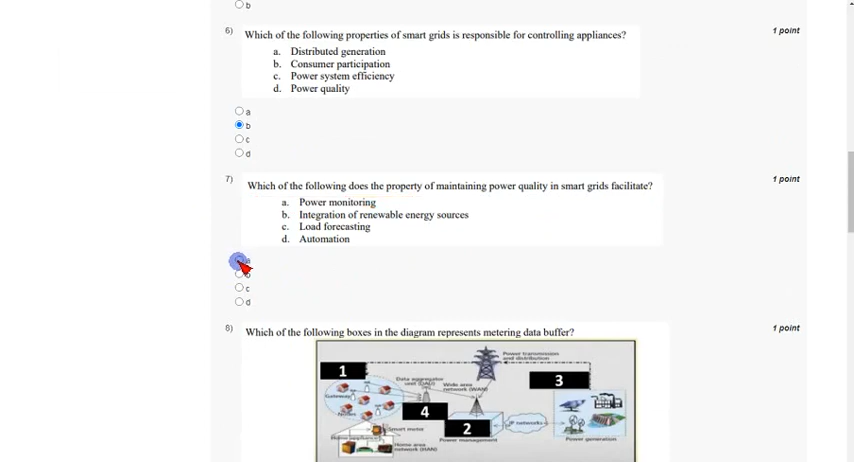 b
6) Which of the following properties of smart grids is responsible for controlling appliances? 1 point
a. Distributed generation
b. Consumer participation
c. Power system efficiency
d. Power quality
a
b
c
d
7) Which of the following does the property of maintaining power quality in smart grids facilitate? 1 point
a. Power monitoring
b. Integration of renewable energy sources
c. Load forecasting
d. Automation
c
d
8) Which of the following boxes in the diagram represents metering data buffer? 1 point
Power transmission
and distribution
1
3
Data aggregator
unit (DAU)
Wide area
network (WAN)
Gateway
4
2
Smart meter
networks
Home appliances
Power management
Power generation
Home area
network (HAN)